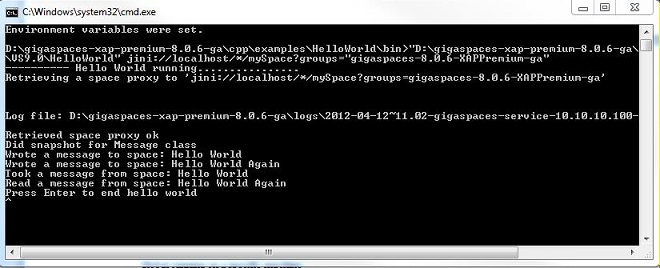 C:\Windows\system32\cmd.exe
Environment variables were set.
D:\gigaspaces-xap-premium-8.0.6-ga\cpp\examples\HelloWorld\bin>"D:\gigaspaces-xap-premium-8.0.6-ga\
\VS9.0\HelloWorld" jini://localhost/*/mySpace?groups="gigaspaces-8.0.6-XAPPremium-ga"
---------- Hello World running...............
Retrieving a space proxy to 'jini://localhost/*/mySpace?groups=gigaspaces-8.0.6-XAPPremium-ga'
Log file: D:\gigaspaces-xap-premium-8.0.6-ga\logs\2012-04-12~11.02-gigaspaces-service-10.10.10.100-
Retrieved space proxy ok
Did snapshot for Message class
Wrote a message to space: Hello World
Wrote a message to space: Hello World Again
Took a message from space: Hello World
Read a message from space: Hello World Again
Press Enter to end hello world
^